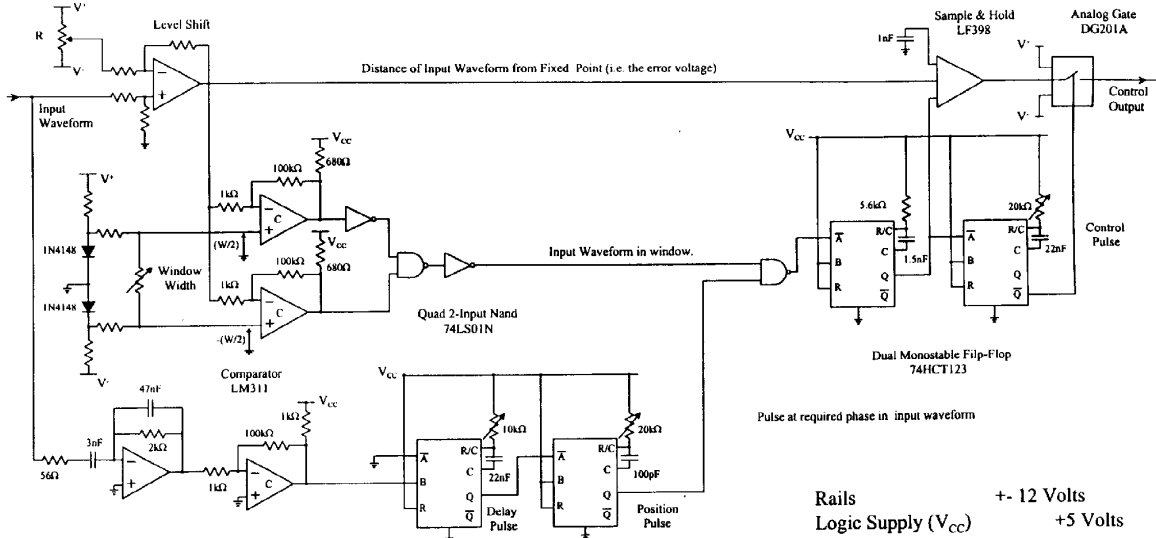 V+
R
V-
Level Shift
Input
Waveform
Distance of Input Waveform from Fixed Point (i.e. the error voltage)
Sample & Hold
LF398
1nF
Analog Gate
DG201A
V+
V-
Control
Output
V+
1N4148
1N4148
V-
Window
Width
1kΩ
100kΩ
VCC
680Ω
C
(W/2)
1kΩ
100kΩ
VCC
680Ω
C
-(W/2)
Comparator
LM311
Quad 2-Input Nand
74LS01N
Input Waveform in window.
VCC
5.6kΩ
R/C
C
1.5nF
A
B
R
Q
Q
20kΩ
R/C
C
22nF
A
B
R
Q
Q
Control
Pulse
Dual Monostable Filp-Flop
74HCT123
Pulse at required phase in input waveform
56Ω
3nF
47nF
2kΩ
1kΩ
100kΩ
1kΩ
VCC
C
VCC
10kΩ
R/C
C
22nF
A
B
R
Q
Q
Delay
Pulse
20kΩ
R/C
C
100pF
A
B
R
Q
Q
Position
Pulse
Rails +- 12 Volts
Logic Supply (VCC) +5 Volts